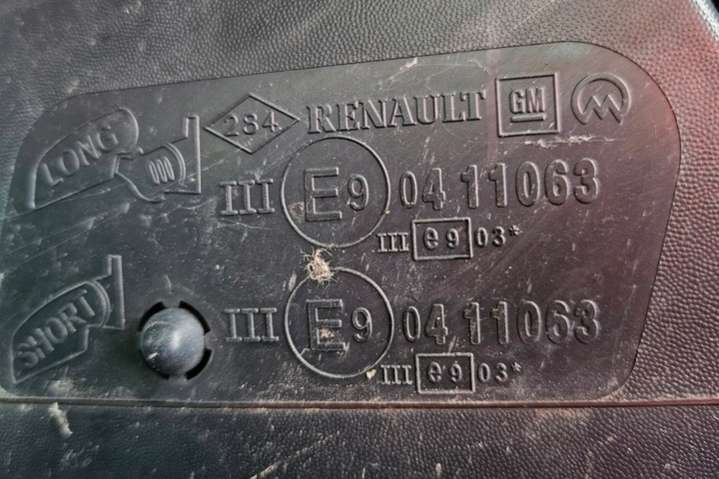 LONG
284 RENAULT GM
III E9 04 11063
III e9 03*
SHORT
III E9 04 11063
III e9 03*